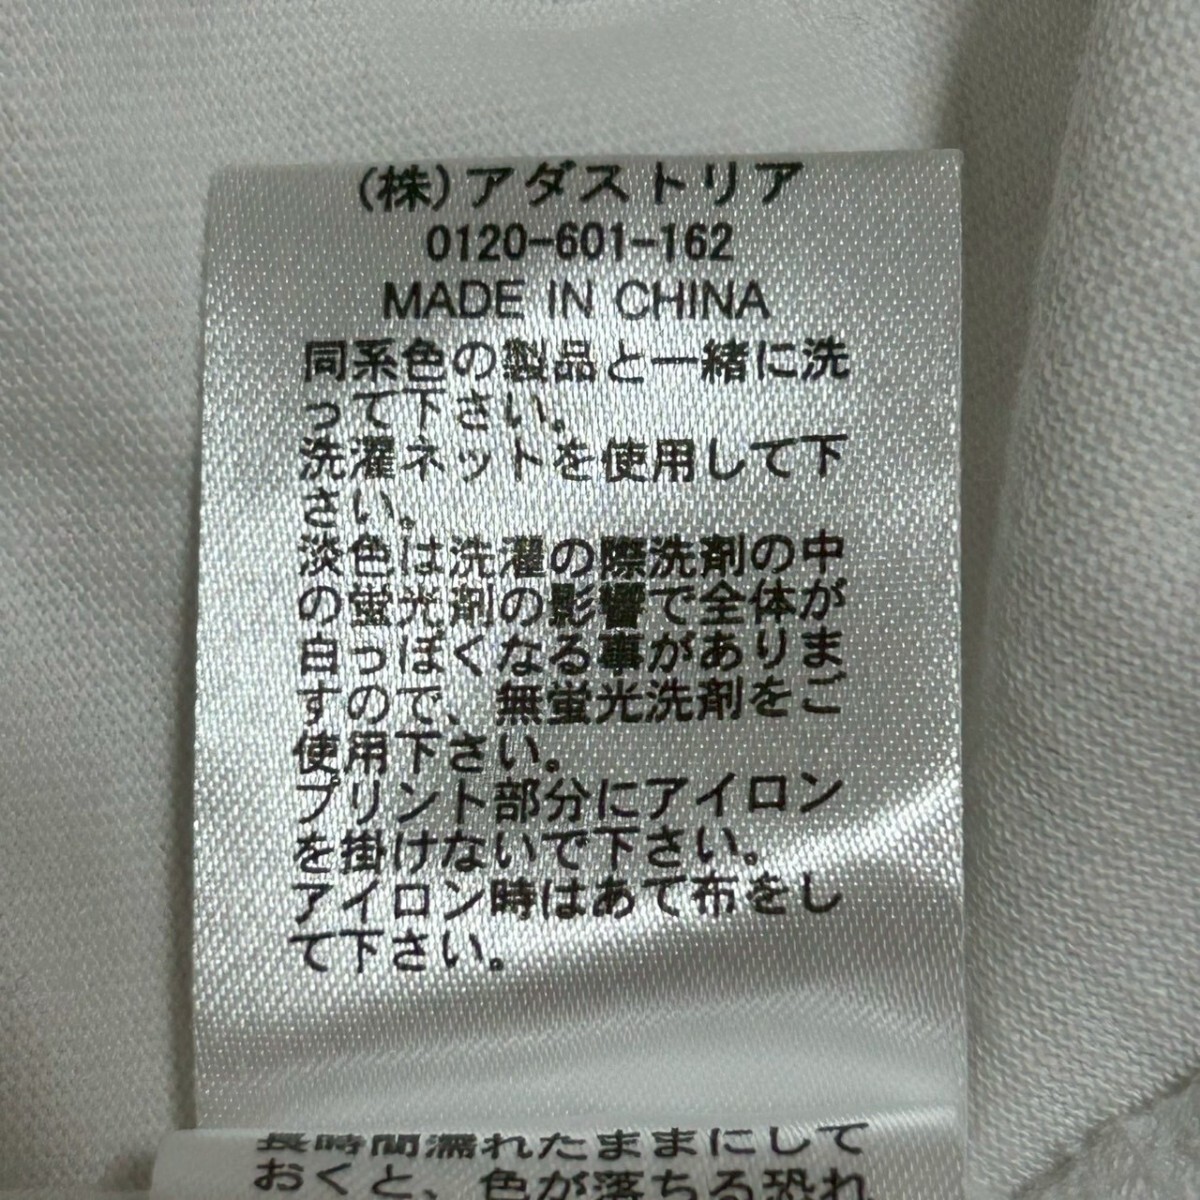 (株)アダストリア
0120-601-162
MADE IN CHINA
同系色の製品と一緒に洗
って下さい。
洗濯ネットを使用して下
さい。
淡色は洗濯の際洗剤の中
の蛍光剤の影響で全体が
白っぽくなる事がありま
すので、無蛍光洗剤をご
使用下さい。
プリント部分にアイロン
を掛けないで下さい。
アイロン時はあて布をし
て下さい。
長時間濡れたままにして
おくと、色が落ちる恐れ